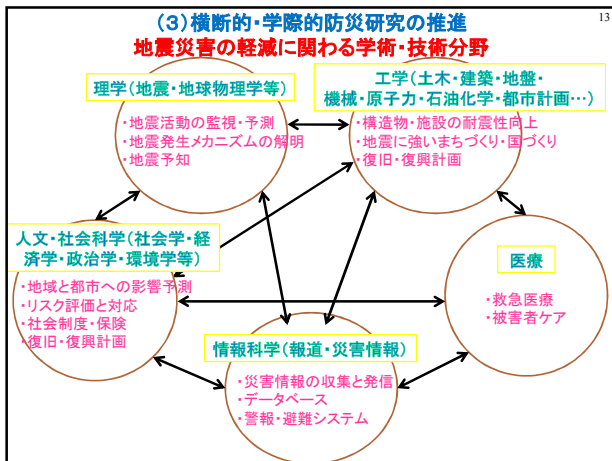 13
(3)横断的・学際的防災研究の推進
地震災害の軽減に関わる学術・技術分野
理学(地震・地球物理学等)
・地震活動の監視・予測
・地震発生メカニズムの解明
・地震予知
工学(土木・建築・地盤・
機械・原子力・石油化学・都市計画…)
・構造物・施設の耐震性向上
・地震に強いまちづくり・国づくり
・復旧・復興計画
人文・社会科学(社会学・経
済学・政治学・環境学等)
・地域と都市への影響予測
・リスク評価と対応
・社会制度・保険
・復旧・復興計画
医療
・救急医療
・被害者ケア
情報科学(報道・災害情報)
・災害情報の収集と発信
・データベース
・警報・避難システム